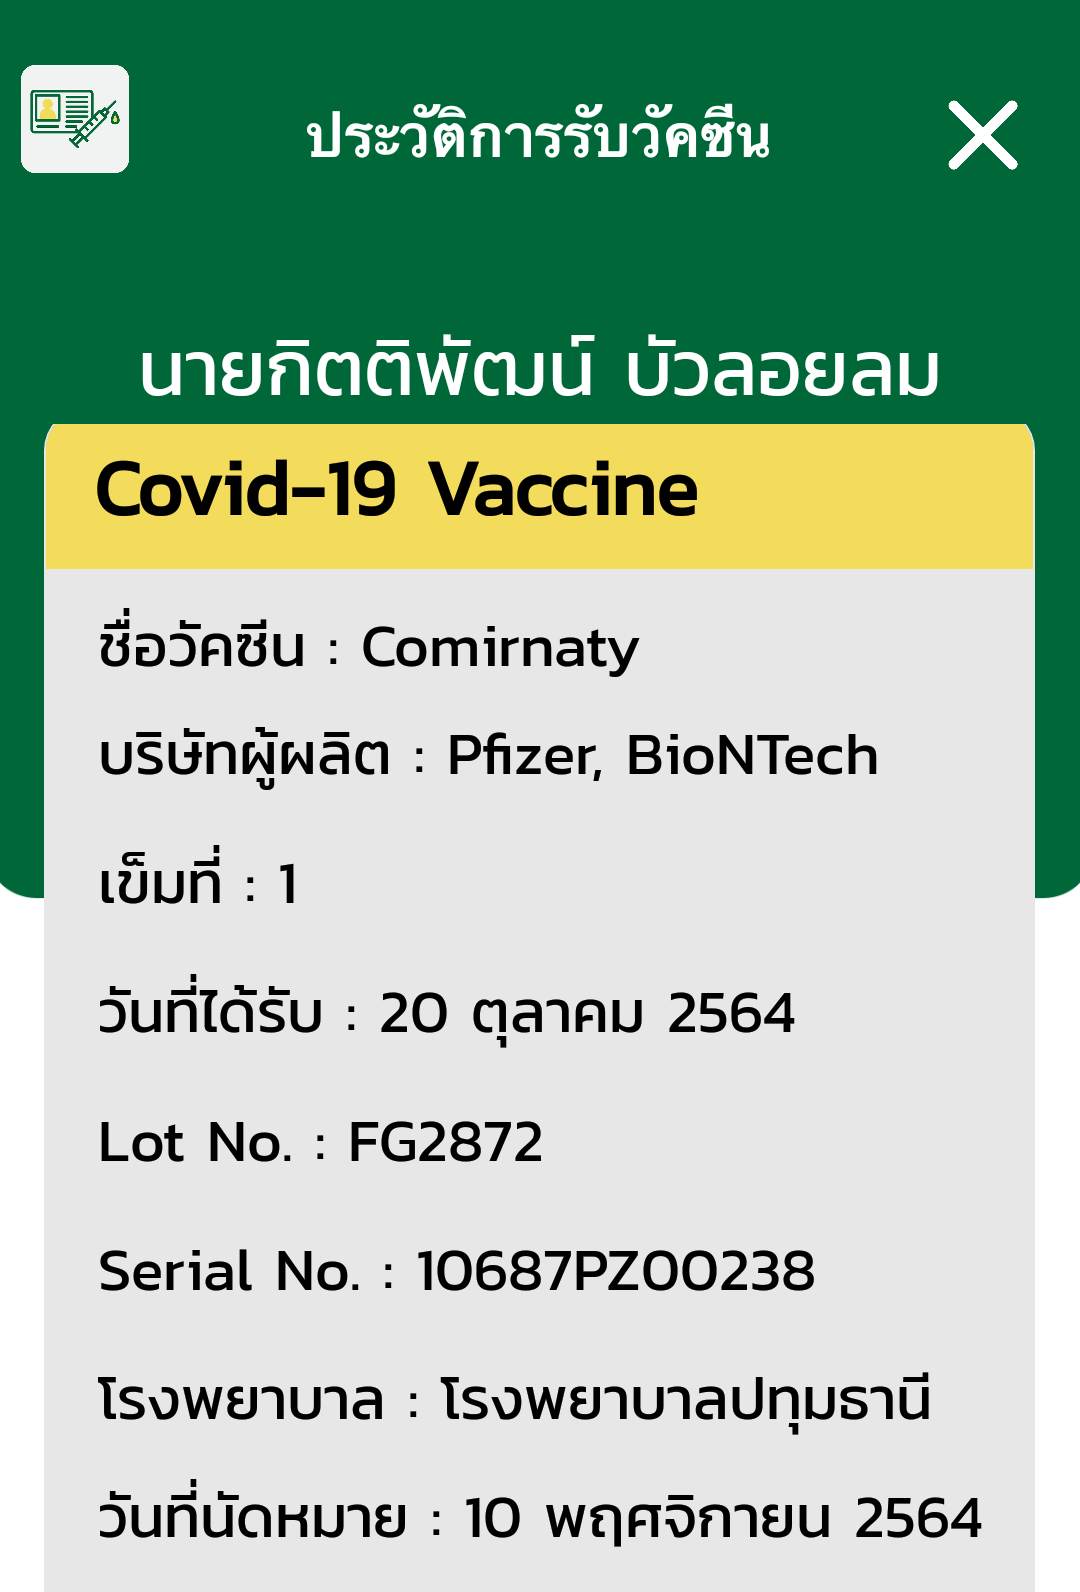 ประวัติการรับวัคซีน
นายกิตติพัฒน์ บัวลอยลม
Covid-19 Vaccine
ชื่อวัคซีน : Comirnaty
บริษัทผู้ผลิต : Pfizer, BioNTech
เข็มที่ : 1
วันที่ได้รับ : 20 ตุลาคม 2564
Lot No. : FG2872
Serial No. : 10687PZ00238
โรงพยาบาล : โรงพยาบาลปทุมธานี
วันที่นัดหมาย : 10 พฤศจิกายน 2564